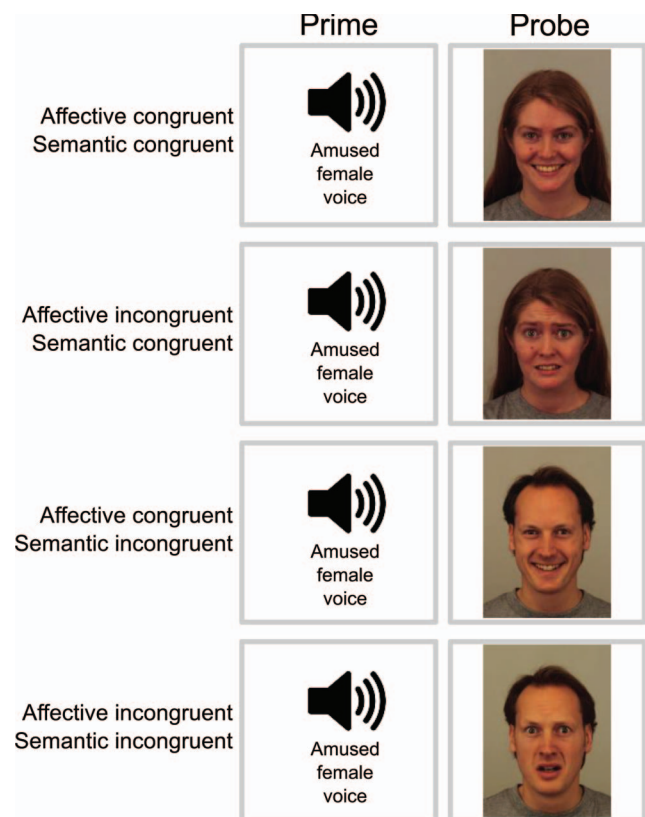 Prime
Probe
Affective congruent
Semantic congruent
Amused
female
voice
Affective incongruent
Semantic congruent
Amused
female
voice
Affective congruent
Semantic incongruent
Amused
female
voice
Affective incongruent
Semantic incongruent
Amused
female
voice